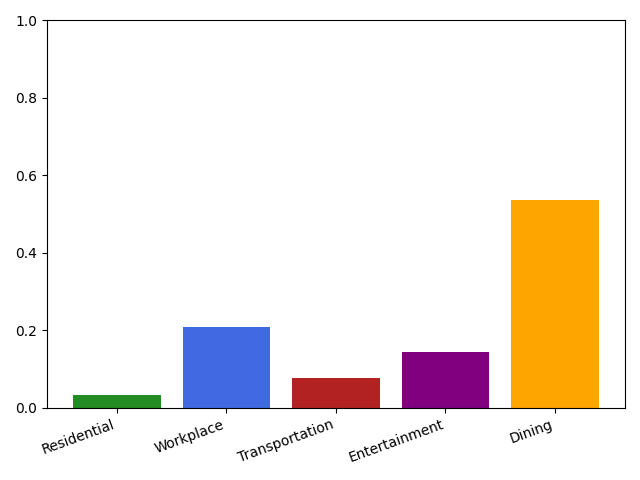 1.0
0.8
0.6
0.4
0.2
0.0
Residential
Workplace
Transportation
Entertainment
Dining